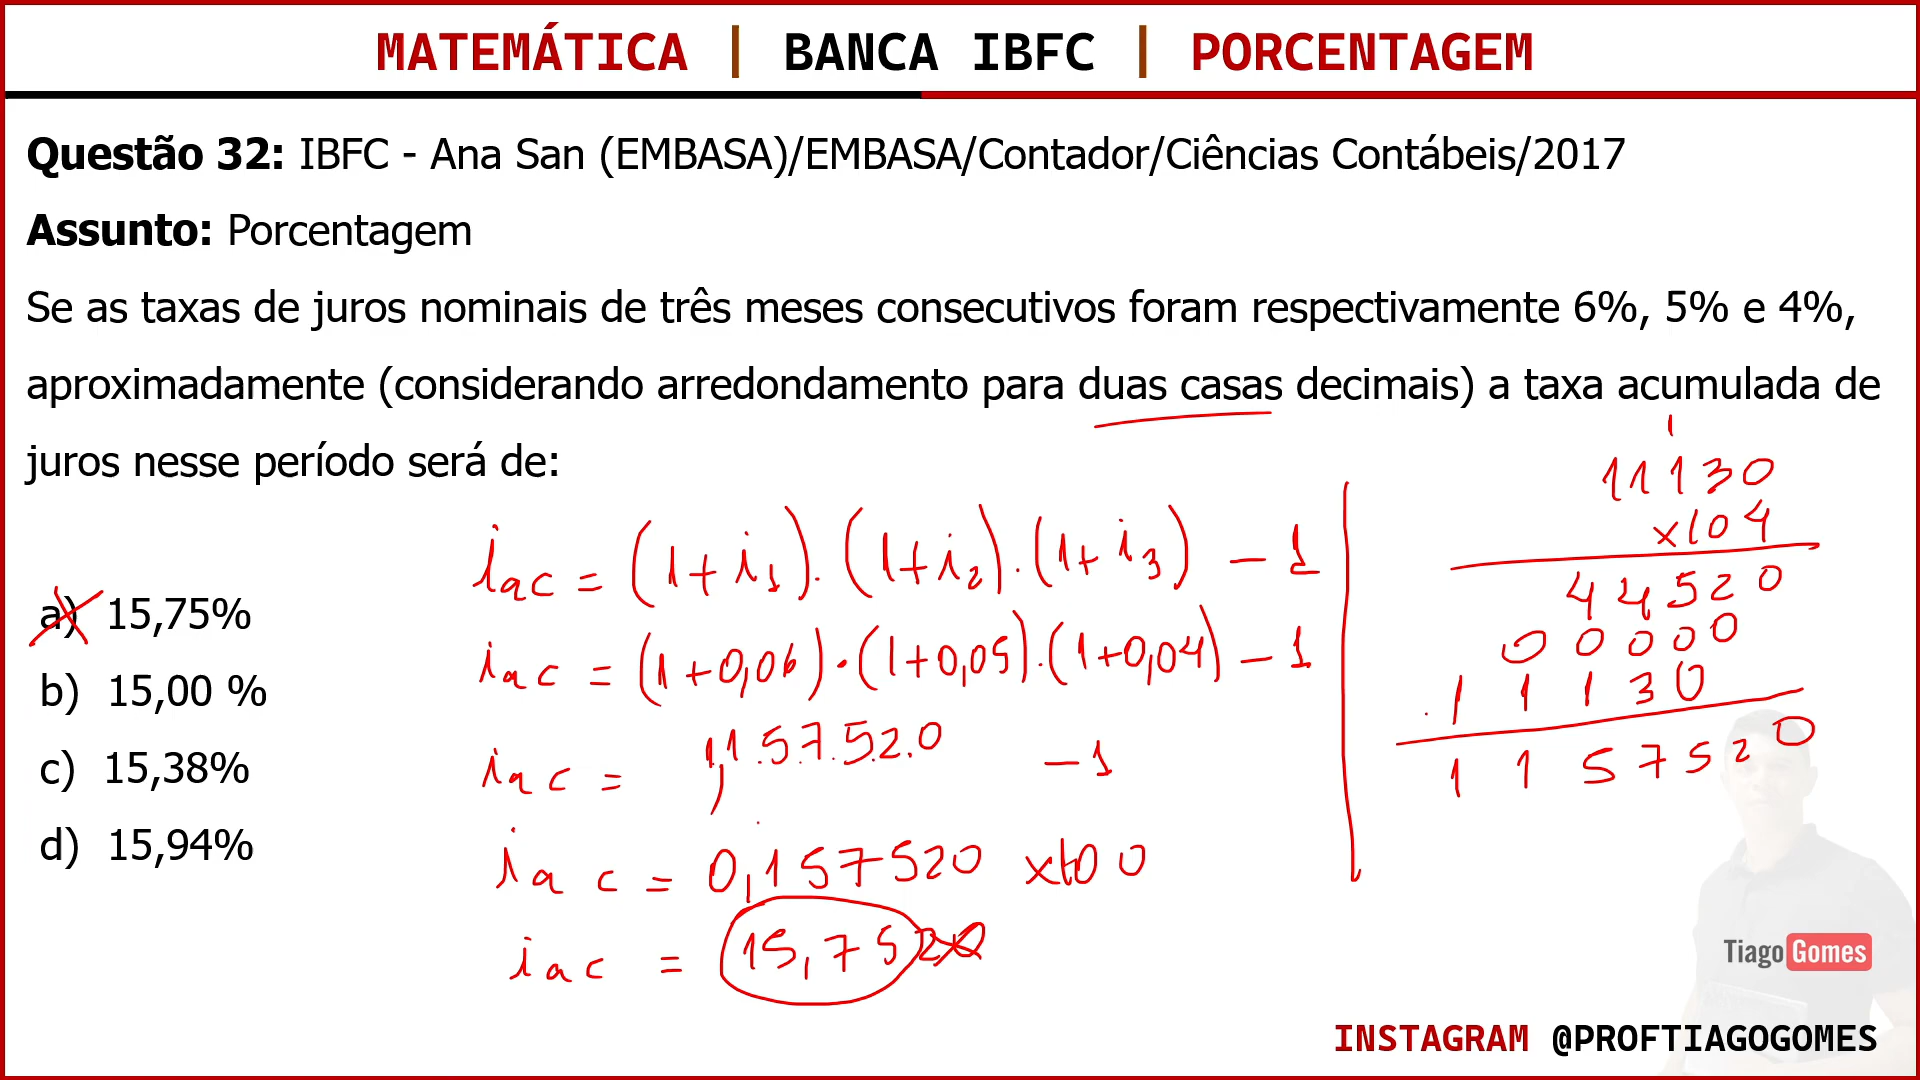 MATEMÁTICA | BANCA IBFC | PORCENTAGEM
Questão 32: IBFC - Ana San (EMBASA)/EMBASA/Contador/Ciências Contábeis/2017
Assunto: Porcentagem
Se as taxas de juros nominais de três meses consecutivos foram respectivamente 6%, 5% e 4%,
aproximadamente (considerando arredondamento para duas casas decimais) a taxa acumulada de
juros nesse período será de:
a) 15,75%
b) 15,00 %
c) 15,38%
d) 15,94%
iac = (1+i1).(1+i2).(1+i3) - 1
iac = (1+0,06).(1+0,05).(1+0,04) - 1
iac = 1,157520 - 1
iac = 0,157520 x100
iac = 15,7520
1
11130
x104
44520
00000
11130
1157520
Tiago Gomes
INSTAGRAM @PROFTIAGOGOMES